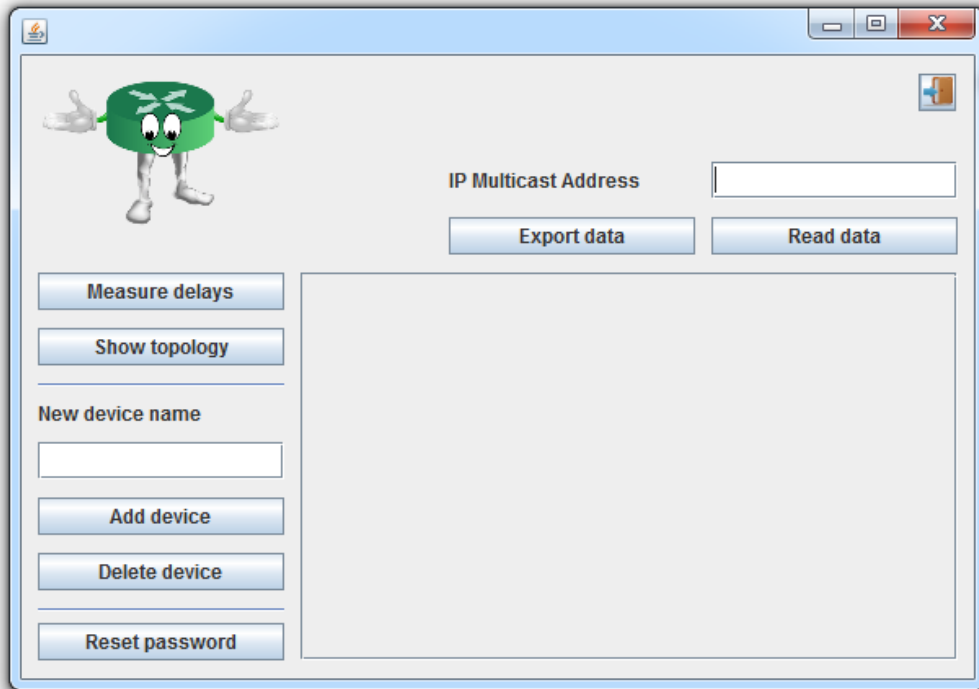 IP Multicast Address
Export data
Read data
Measure delays
Show topology
New device name
Add device
Delete device
Reset password